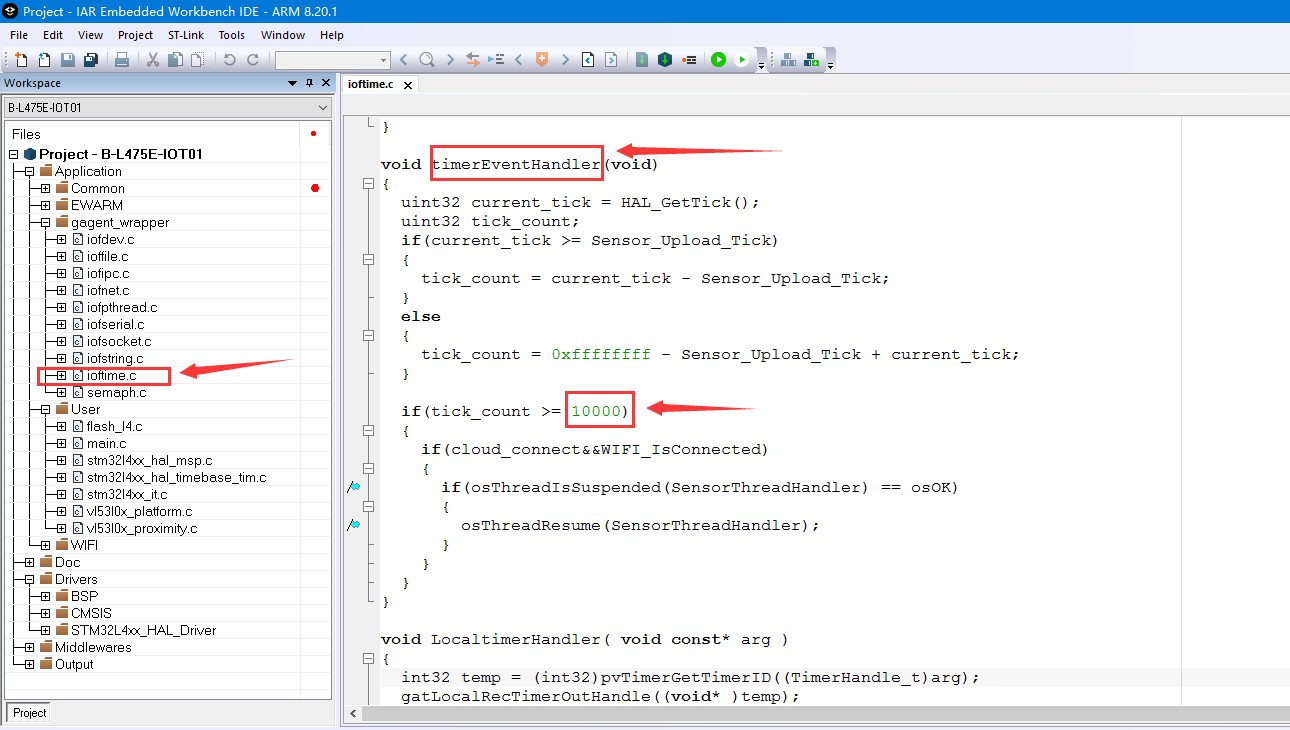 Project - IAR Embedded Workbench IDE - ARM 8.20.1
File Edit View Project ST-Link Tools Window Help
Workspace
B-L475E-IOT01
Files
Project - B-L475E-IOT01
Application
Common
EWARM
gagent_wrapper
iofdev.c
ioffile.c
iofipc.c
iofnet.c
iofpthread.c
iofserial.c
iofsocket.c
iofstring.c
ioftime.c
semaph.c
User
flash_l4.c
main.c
stm32l4xx_hal_msp.c
stm32l4xx_hal_timebase_tim.c
stm32l4xx_it.c
vl53l0x_platform.c
vl53l0x_proximity.c
WIFI
Doc
Drivers
BSP
CMSIS
STM32L4xx_HAL_Driver
Middlewares
Output
Project
ioftime.c
}
void timerEventHandler(void)
{
uint32 current_tick = HAL_GetTick();
uint32 tick_count;
if(current_tick >= Sensor_Upload_Tick)
{
tick_count = current_tick - Sensor_Upload_Tick;
}
else
{
tick_count = 0xffffffff - Sensor_Upload_Tick + current_tick;
}
if(tick_count >= 10000)
{
if(cloud_connect&&WIFI_IsConnected)
{
if(osThreadIsSuspended(SensorThreadHandler) == osOK)
{
osThreadResume(SensorThreadHandler);
}
}
}
}
void LocaltimerHandler( void const* arg )
{
int32 temp = (int32)pvTimerGetTimerID((TimerHandle_t)arg);
gatLocalRecTimerOutHandle((void* )temp);